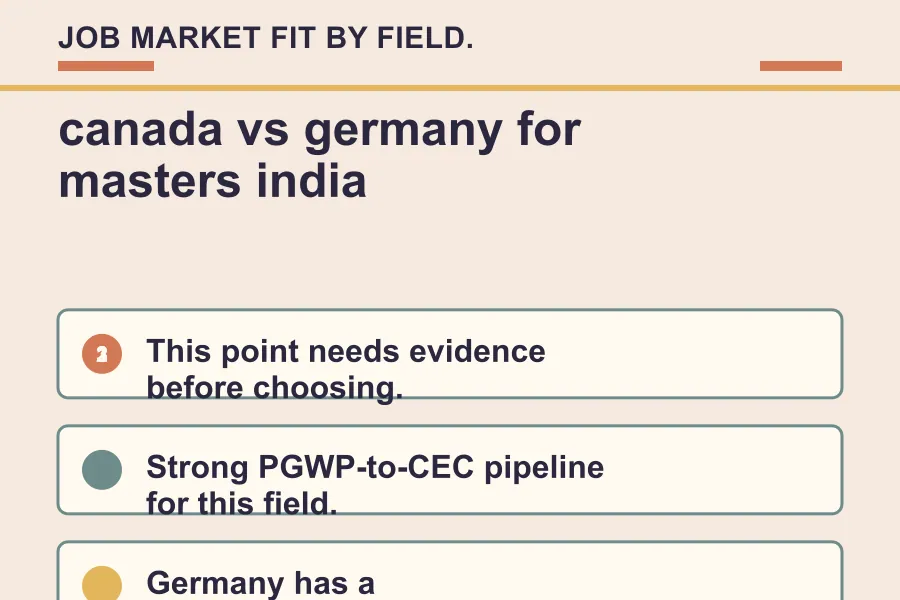 JOB MARKET FIT BY FIELD.
canada vs germany for
masters india
This point needs evidence
before choosing.
Strong PGWP-to-CEC pipeline
for this field.
Germany has a